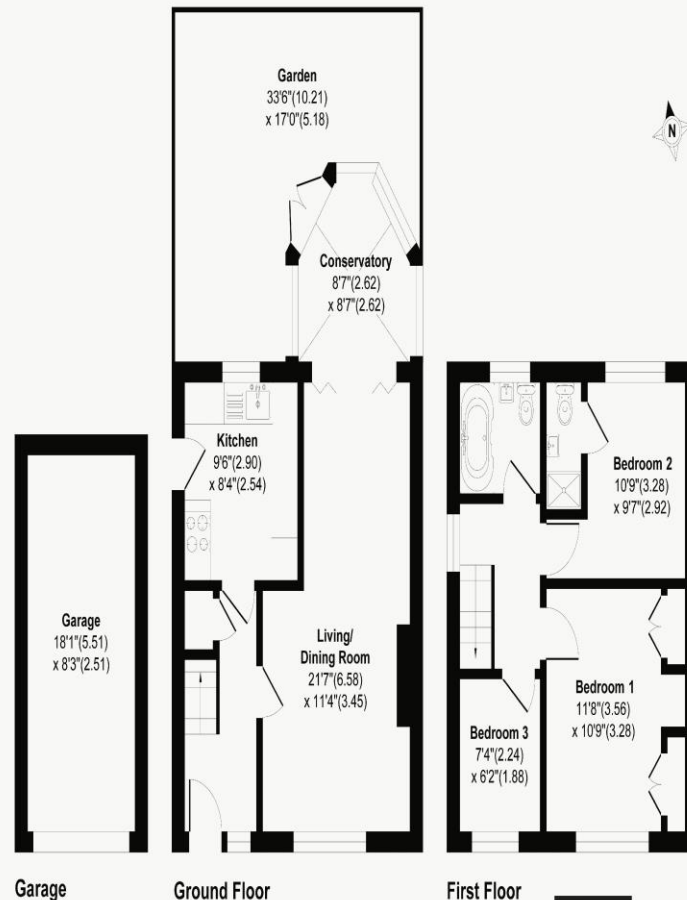 Garden
33'6"(10.21)
x 17'0"(5.18)
N
Conservatory
8'7"(2.62)
x 8'7"(2.62)
Kitchen
9'6"(2.90)
x 8'4"(2.54)
Bedroom 2
10'9"(3.28)
x 9'7"(2.92)
Garage
18'1"(5.51)
x 8'3"(2.51)
Living/
Dining Room
21'7"(6.58)
x 11'4"(3.45)
Bedroom 1
11'8"(3.56)
x 10'9"(3.28)
Bedroom 3
7'4"(2.24)
x 6'2"(1.88)
Garage
Ground Floor
First Floor